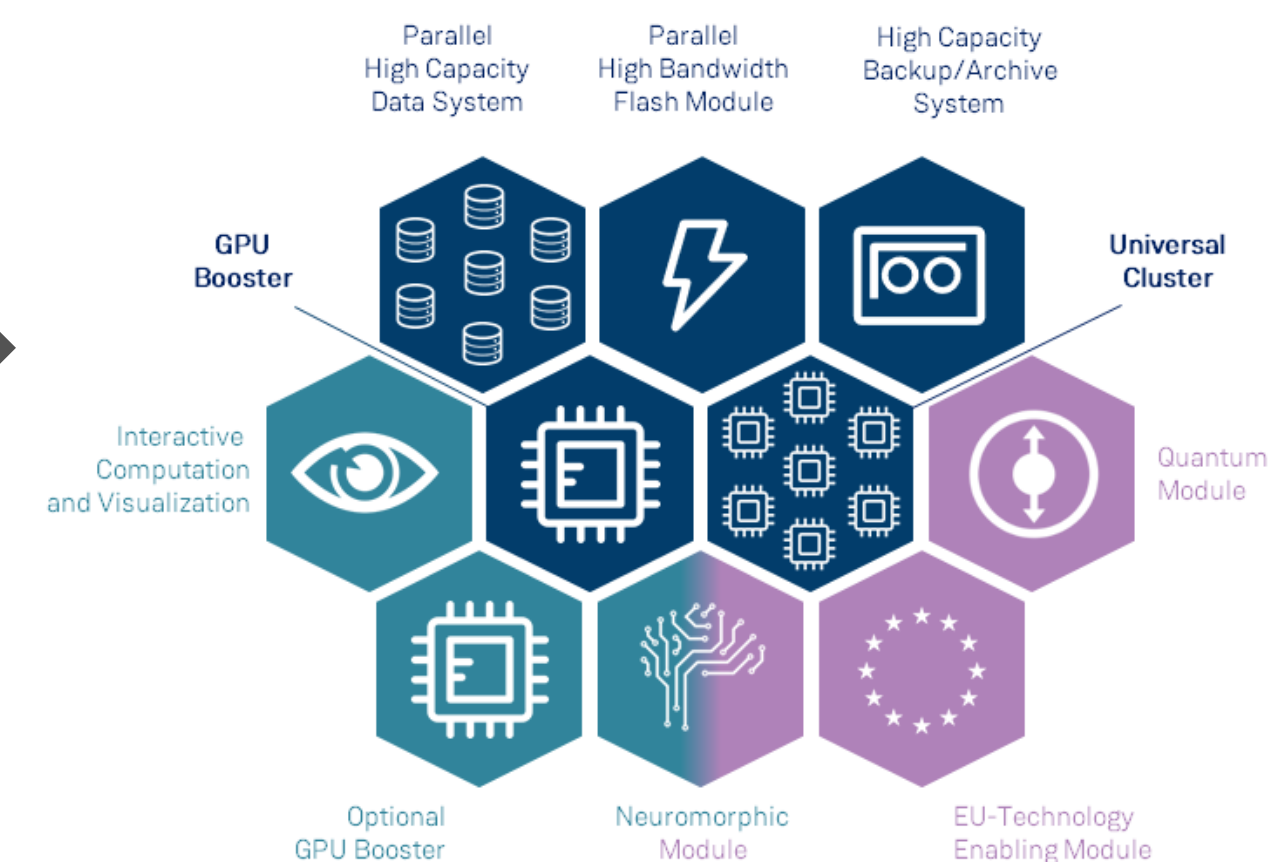 Parallel
High Capacity
Data System
Parallel
High Bandwidth
Flash Module
High Capacity
Backup/Archive
System
GPU
Booster
Universal
Cluster
Interactive
Computation
and Visualization
Quantum
Module
Optional
GPU Booster
Neuromorphic
Module
EU-Technology
Enabling Module